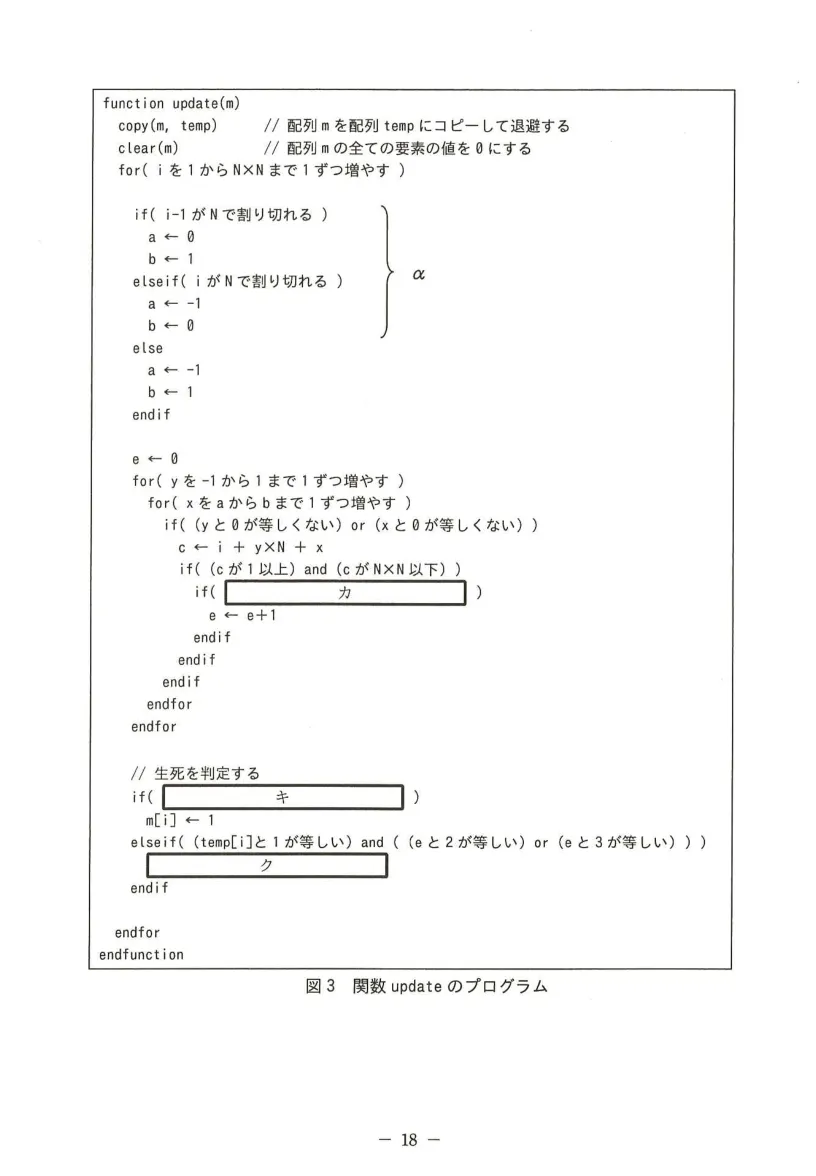 function update(m)
copy(m, temp) // 配列 m を配列 temp にコピーして退避する
clear(m) // 配列 m の全ての要素の値を 0 にする
for( i を 1 から N×N まで 1 ずつ増やす )
if( i-1 が N で割り切れる )
a ← 0
b ← 1
elseif( i が N で割り切れる )
α
a ← -1
b ← 0
else
a ← -1
b ← 1
endif
e ← 0
for( y を -1 から 1 まで 1 ずつ増やす )
for( x を a から b まで 1 ずつ増やす )
if( (y と 0 が等しくない) or (x と 0 が等しくない) )
c ← i + y×N + x
if( (c が 1 以上) and (c が N×N 以下) )
if( カ )
e ← e+1
endif
endif
endif
endfor
endfor
// 生死を判定する
if( キ )
m[i] ← 1
elseif( (temp[i]と 1 が等しい) and ( (e と 2 が等しい) or (e と 3 が等しい) ) )
ク
endif
endfor
endfunction
図 3 関数 update のプログラム
― 18 ―